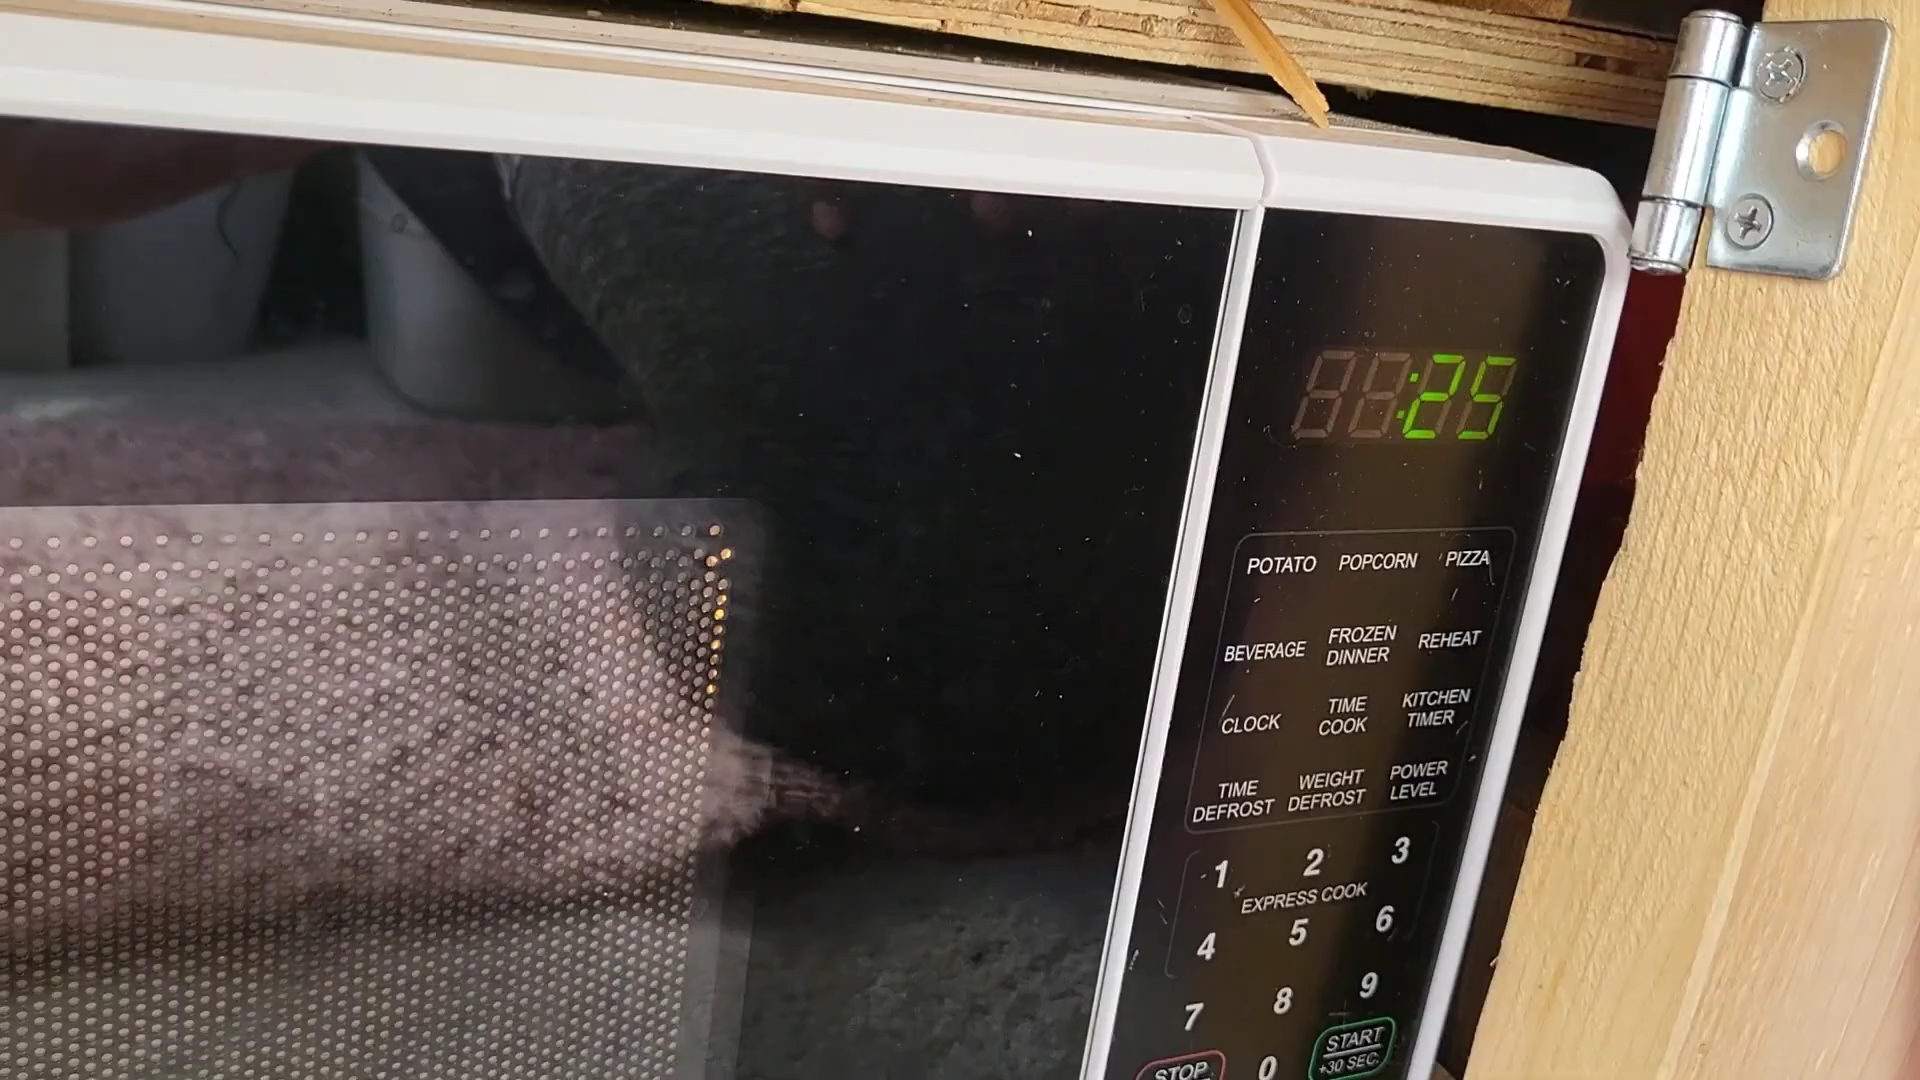 :25
POTATO POPCORN PIZZA
BEVERAGE FROZEN DINNER REHEAT
CLOCK TIME COOK KITCHEN TIMER
TIME DEFROST WEIGHT DEFROST POWER LEVEL
1 2 3
EXPRESS COOK
4 5 6
7 8 9
STOP 0 START +30 SEC.